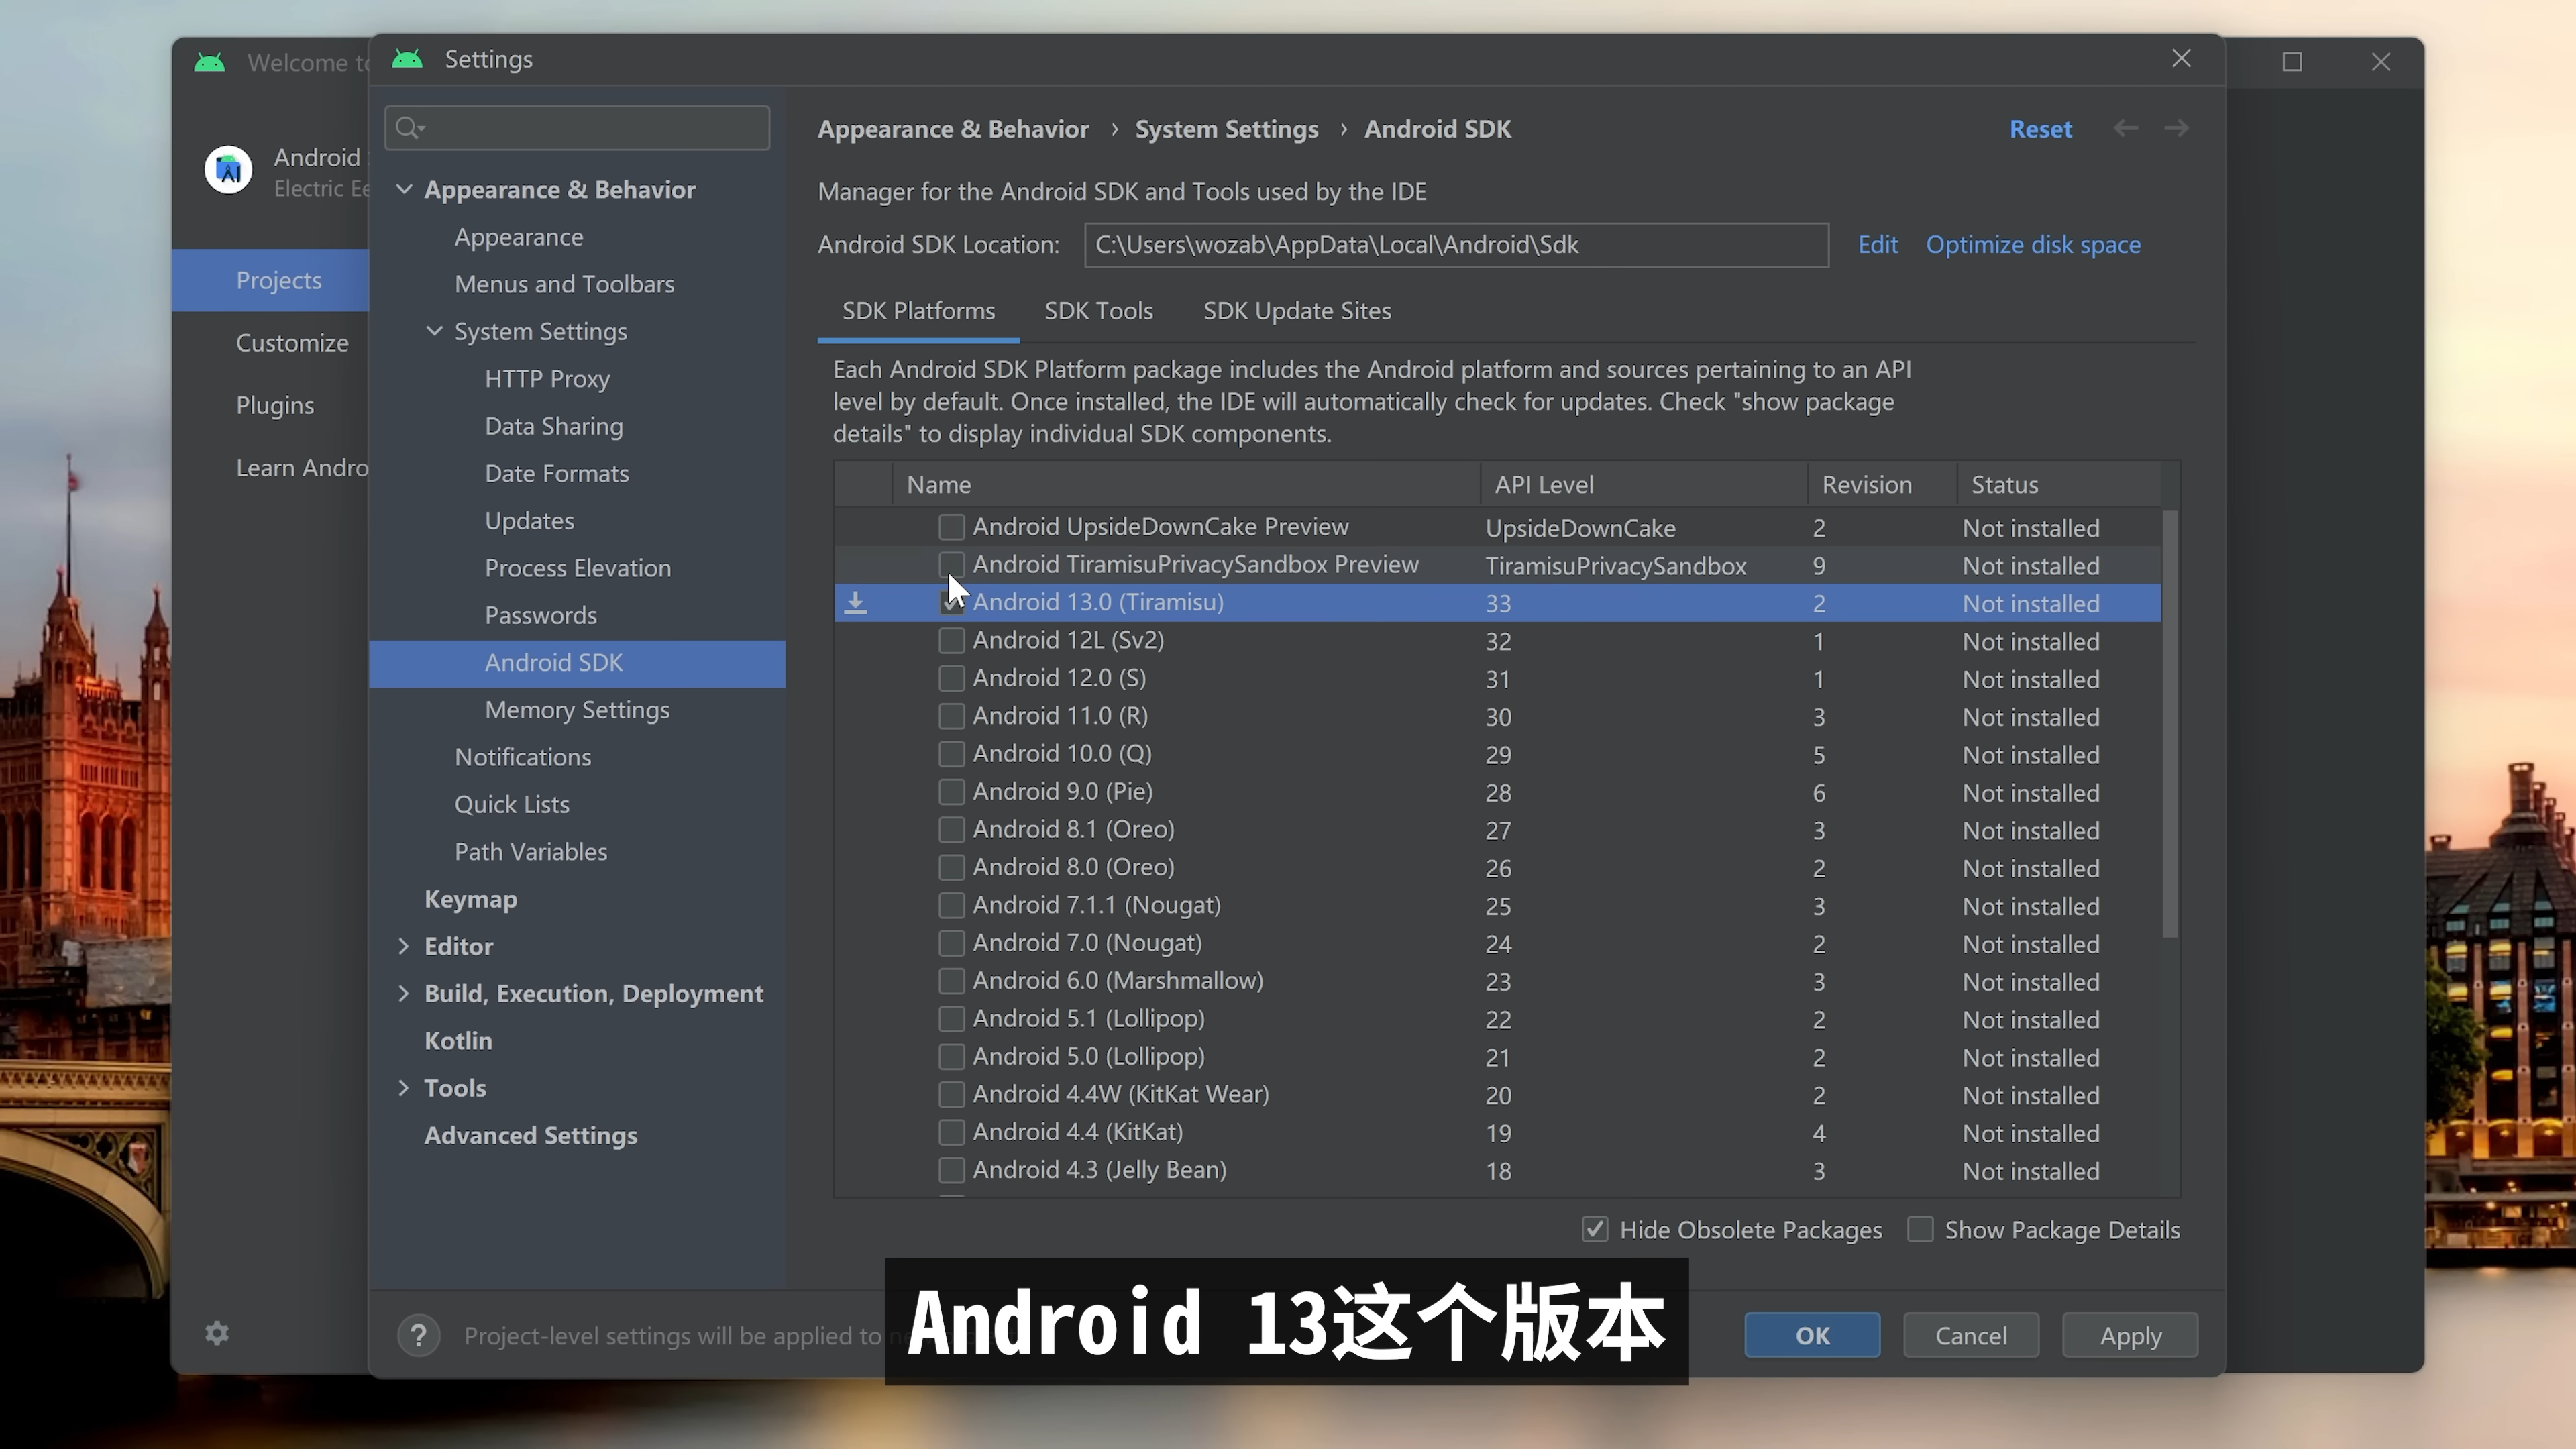 Welcome to
Android
Electric Ee
Projects
Customize
Plugins
Learn Andro
Settings
Appearance & Behavior
Appearance
Menus and Toolbars
System Settings
HTTP Proxy
Data Sharing
Date Formats
Updates
Process Elevation
Passwords
Android SDK
Memory Settings
Notifications
Quick Lists
Path Variables
Keymap
Editor
Build, Execution, Deployment
Kotlin
Tools
Advanced Settings
Appearance & Behavior › System Settings › Android SDK Reset
Manager for the Android SDK and Tools used by the IDE
Android SDK Location: C:\Users\wozab\AppData\Local\Android\Sdk Edit Optimize disk space
SDK Platforms SDK Tools SDK Update Sites
Each Android SDK Platform package includes the Android platform and sources pertaining to an API
level by default. Once installed, the IDE will automatically check for updates. Check "show package
details" to display individual SDK components.
Name API Level Revision Status
Android UpsideDownCake Preview UpsideDownCake 2 Not installed
Android TiramisuPrivacySandbox Preview TiramisuPrivacySandbox 9 Not installed
Android 13.0 (Tiramisu) 33 2 Not installed
Android 12L (Sv2) 32 1 Not installed
Android 12.0 (S) 31 1 Not installed
Android 11.0 (R) 30 3 Not installed
Android 10.0 (Q) 29 5 Not installed
Android 9.0 (Pie) 28 6 Not installed
Android 8.1 (Oreo) 27 3 Not installed
Android 8.0 (Oreo) 26 2 Not installed
Android 7.1.1 (Nougat) 25 3 Not installed
Android 7.0 (Nougat) 24 2 Not installed
Android 6.0 (Marshmallow) 23 3 Not installed
Android 5.1 (Lollipop) 22 2 Not installed
Android 5.0 (Lollipop) 21 2 Not installed
Android 4.4W (KitKat Wear) 20 2 Not installed
Android 4.4 (KitKat) 19 4 Not installed
Android 4.3 (Jelly Bean) 18 3 Not installed
Hide Obsolete Packages Show Package Details
? Project-level settings will be applied to
Android 13这个版本
OK Cancel Apply